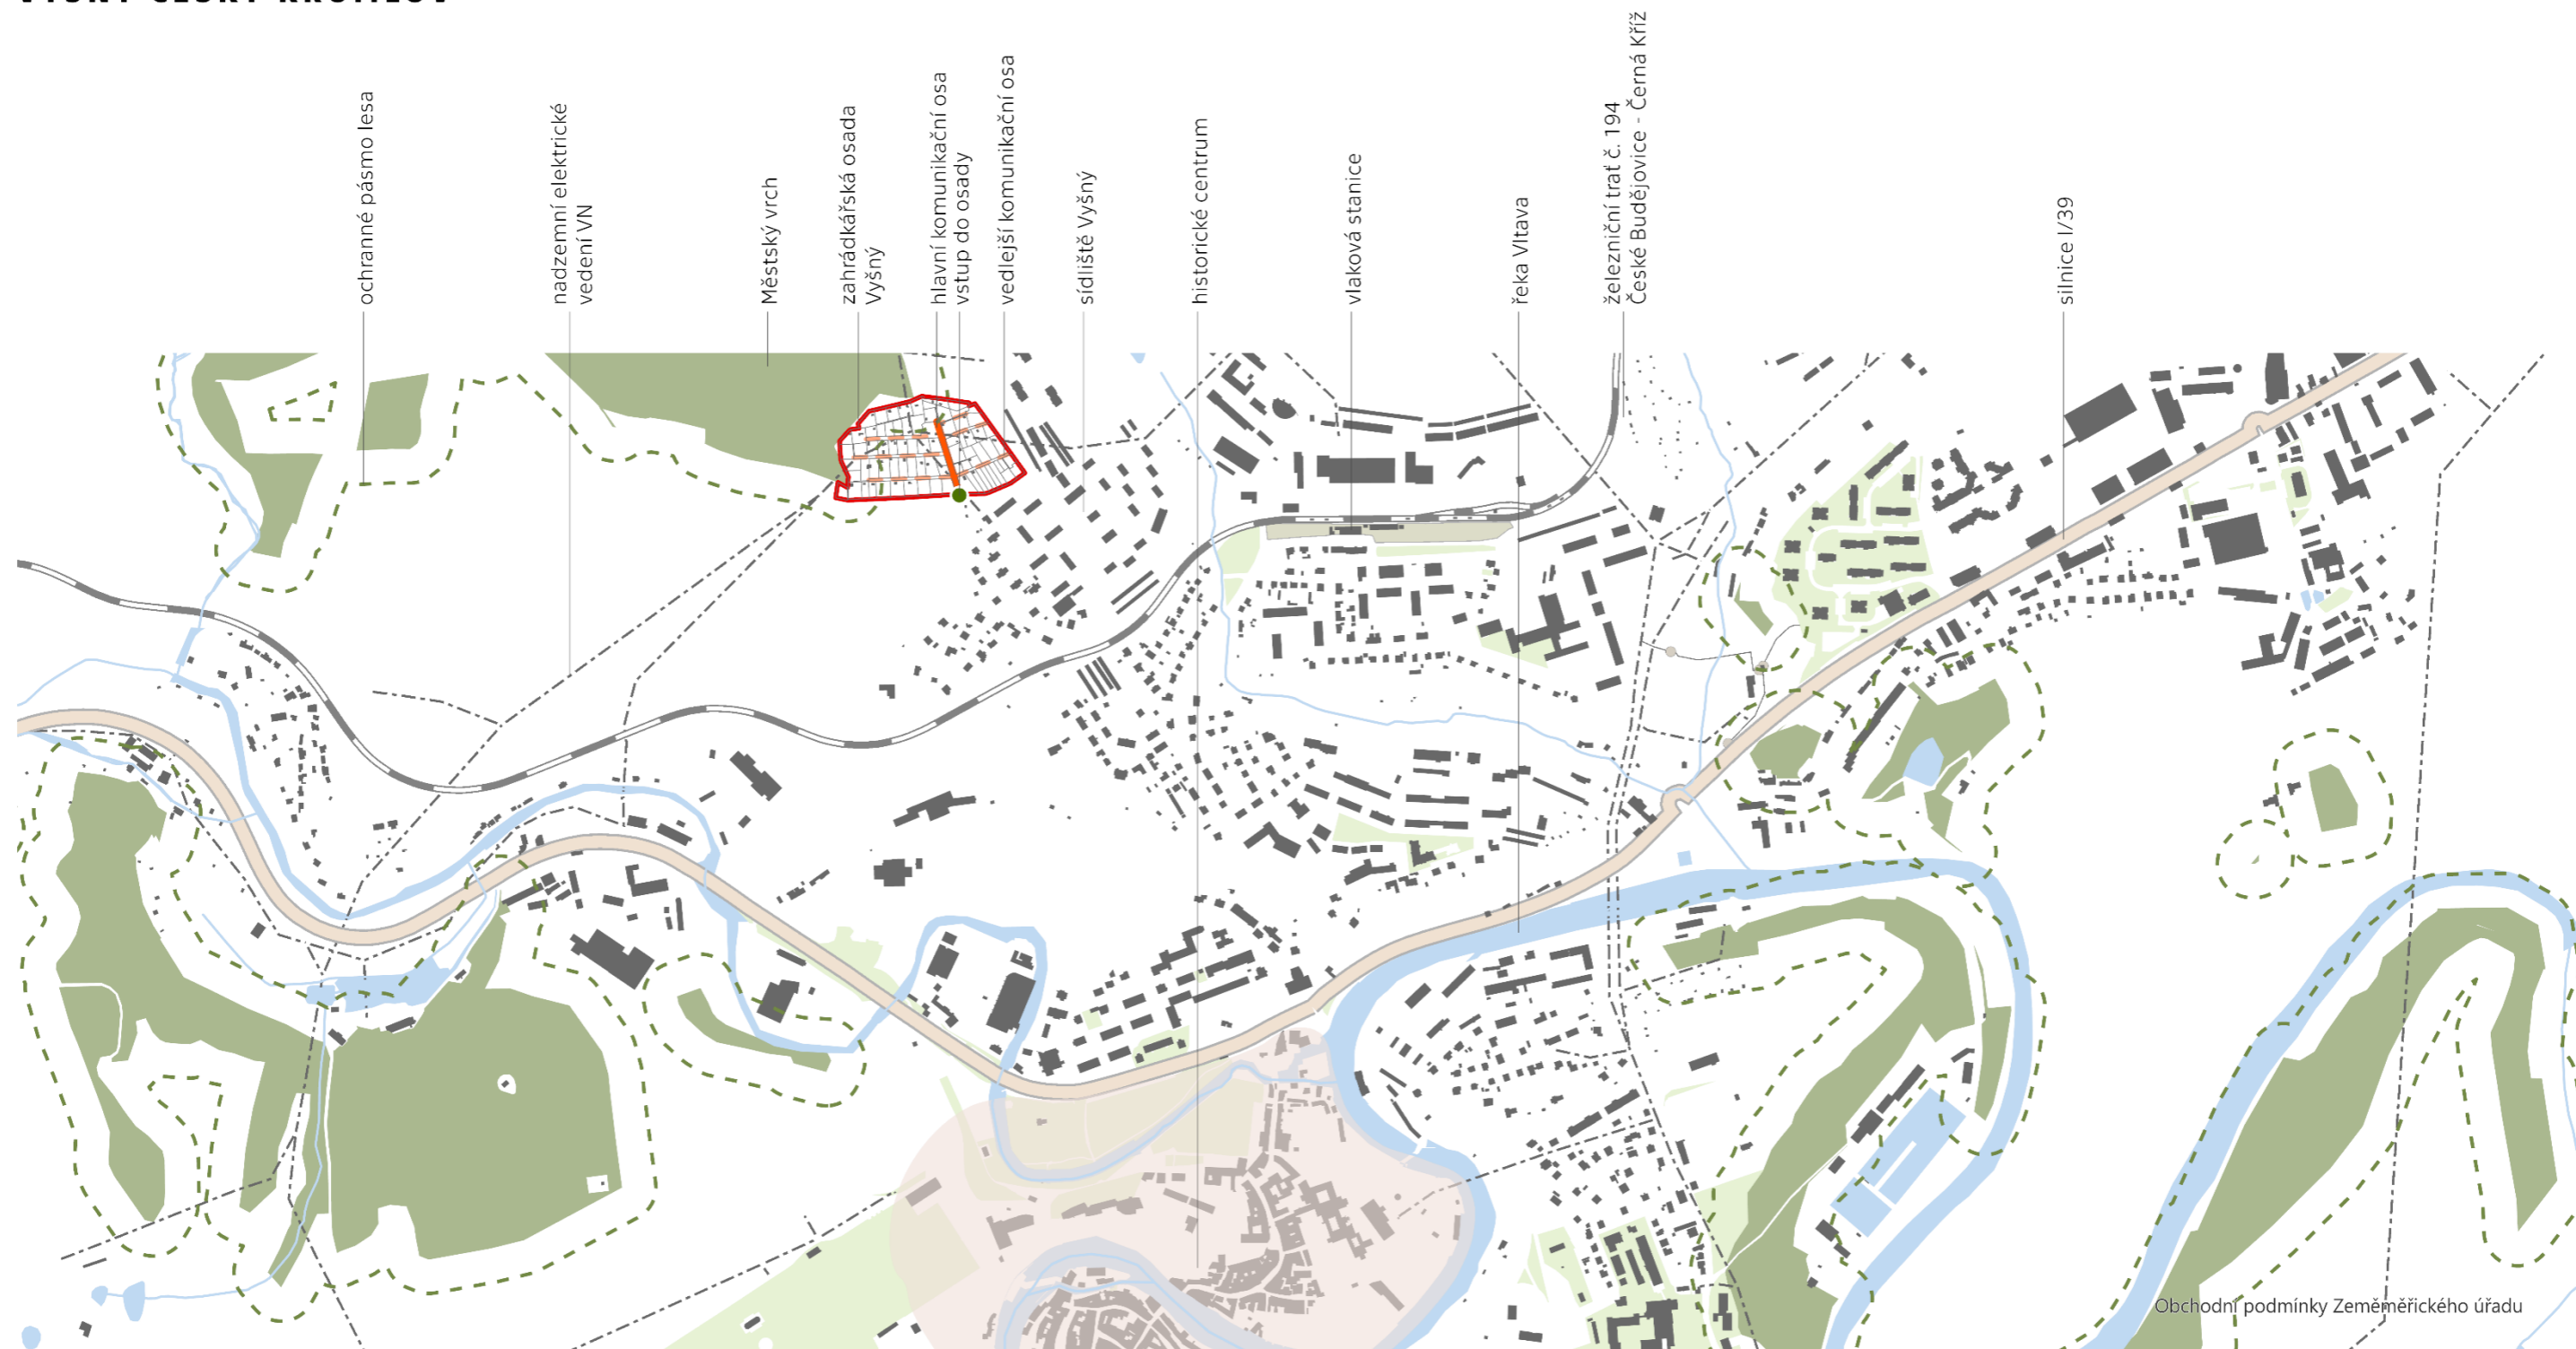 ochranné pásmo lesa
nadzemní elektrické
vedení VN
Městský vrch
zahrádkářská osada
Vyšný
hlavní komunikační osa
vstup do osady
vedlejší komunikační osa
sídliště Vyšný
historické centrum
vlaková stanice
řeka Vltava
železniční trať č. 194
České Budějovice - Černá Kříž
silnice I/39
Obchodní podmínky Zeměměřického úřadu